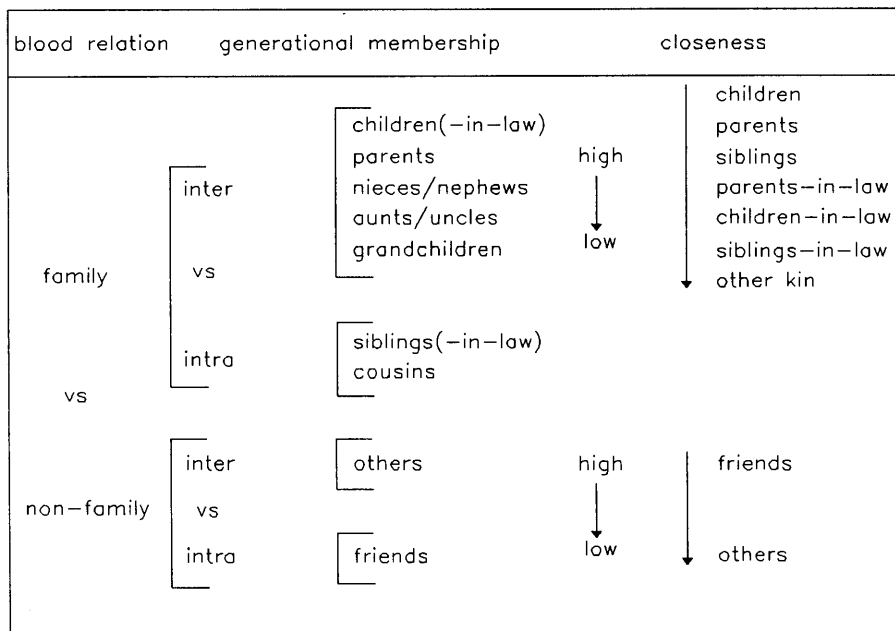 blood relation generational membership closeness
children
children(-in-law)
parents
parents high siblings
inter nieces/nephews parents-in-law
aunts/uncles children-in-law
grandchildren low siblings-in-law
family vs other kin
siblings(-in-law)
intra cousins
vs
inter others high friends
non-family vs
intra friends low others